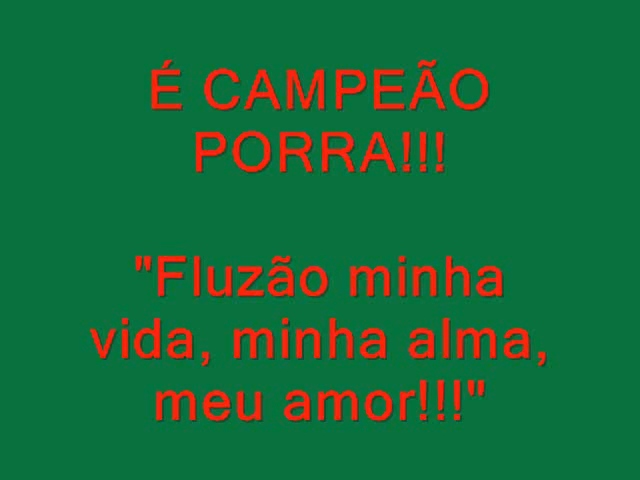 É CAMPEÃO
PORRA!!!
"Fluzão minha
vida, minha alma,
meu amor!!!"